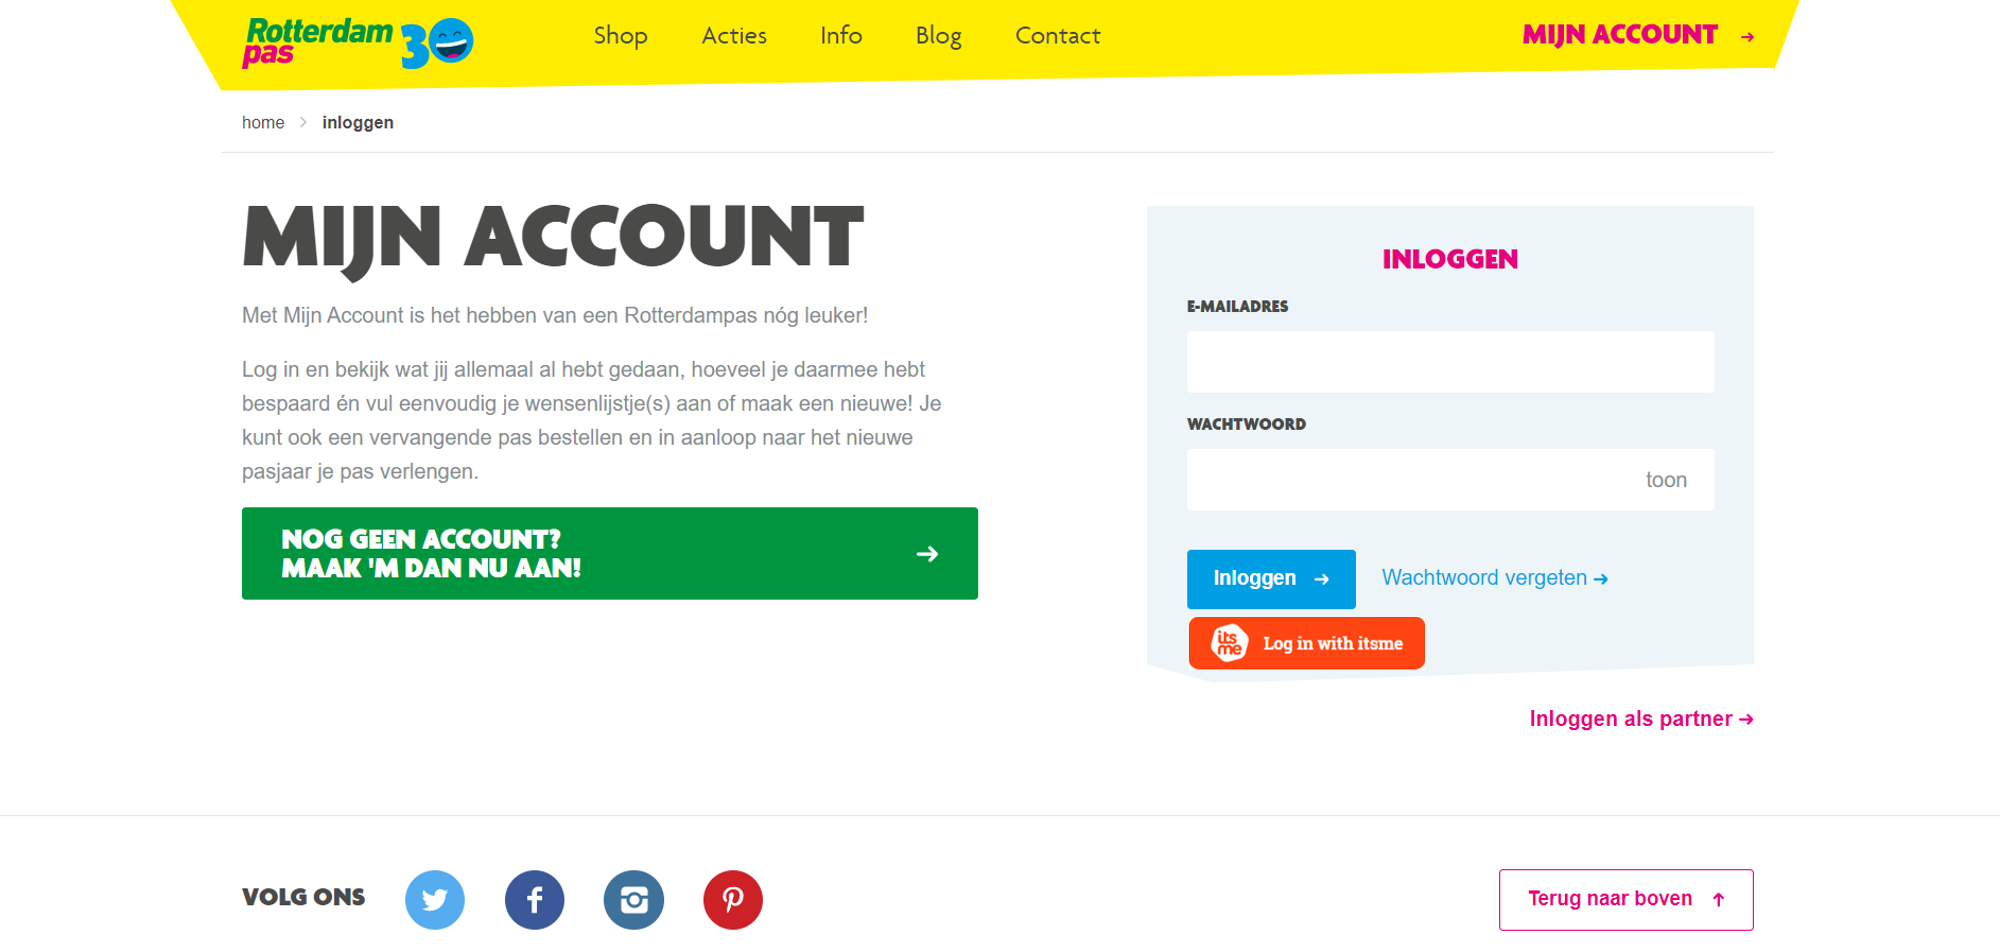 Rotterdam
pas
30
Shop
Acties
Info
Blog
Contact
MIJN ACCOUNT →
home > inloggen
MIJN ACCOUNT
Met Mijn Account is het hebben van een Rotterdampas nóg leuker!
Log in en bekijk wat jij allemaal al hebt gedaan, hoeveel je daarmee hebt
bespaard én vul eenvoudig je wensenlijstje(s) aan of maak een nieuwe! Je
kunt ook een vervangende pas bestellen en in aanloop naar het nieuwe
pasjaar je pas verlengen.
NOG GEEN ACCOUNT?
MAAK 'M DAN NU AAN! →
INLOGGEN
E-MAILADRES
WACHTWOORD
toon
Inloggen →
Wachtwoord vergeten →
its
me
Log in with itsme
Inloggen als partner →
VOLG ONS
Terug naar boven ↑